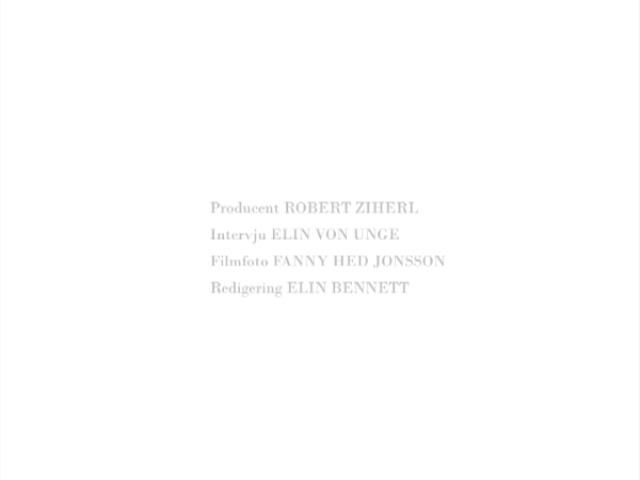 Producent ROBERT ZIHERL
Intervju ELIN VON UNGE
Filmfoto FANNY HED JONSSON
Redigering ELIN BENNETT